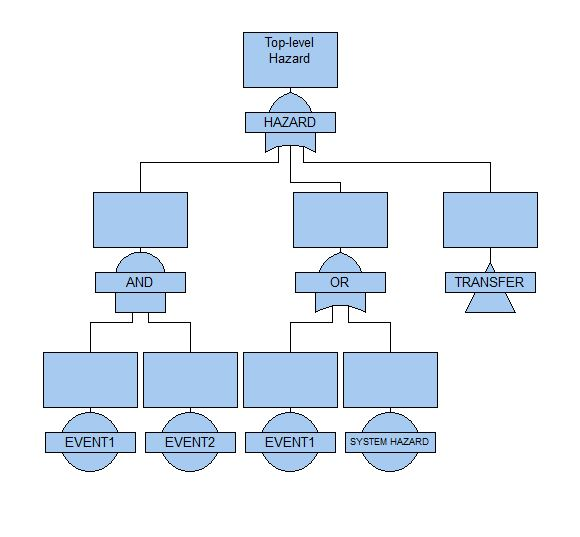 Top-level
Hazard
HAZARD
AND
OR
TRANSFER
EVENT1
EVENT2
EVENT1
SYSTEM HAZARD